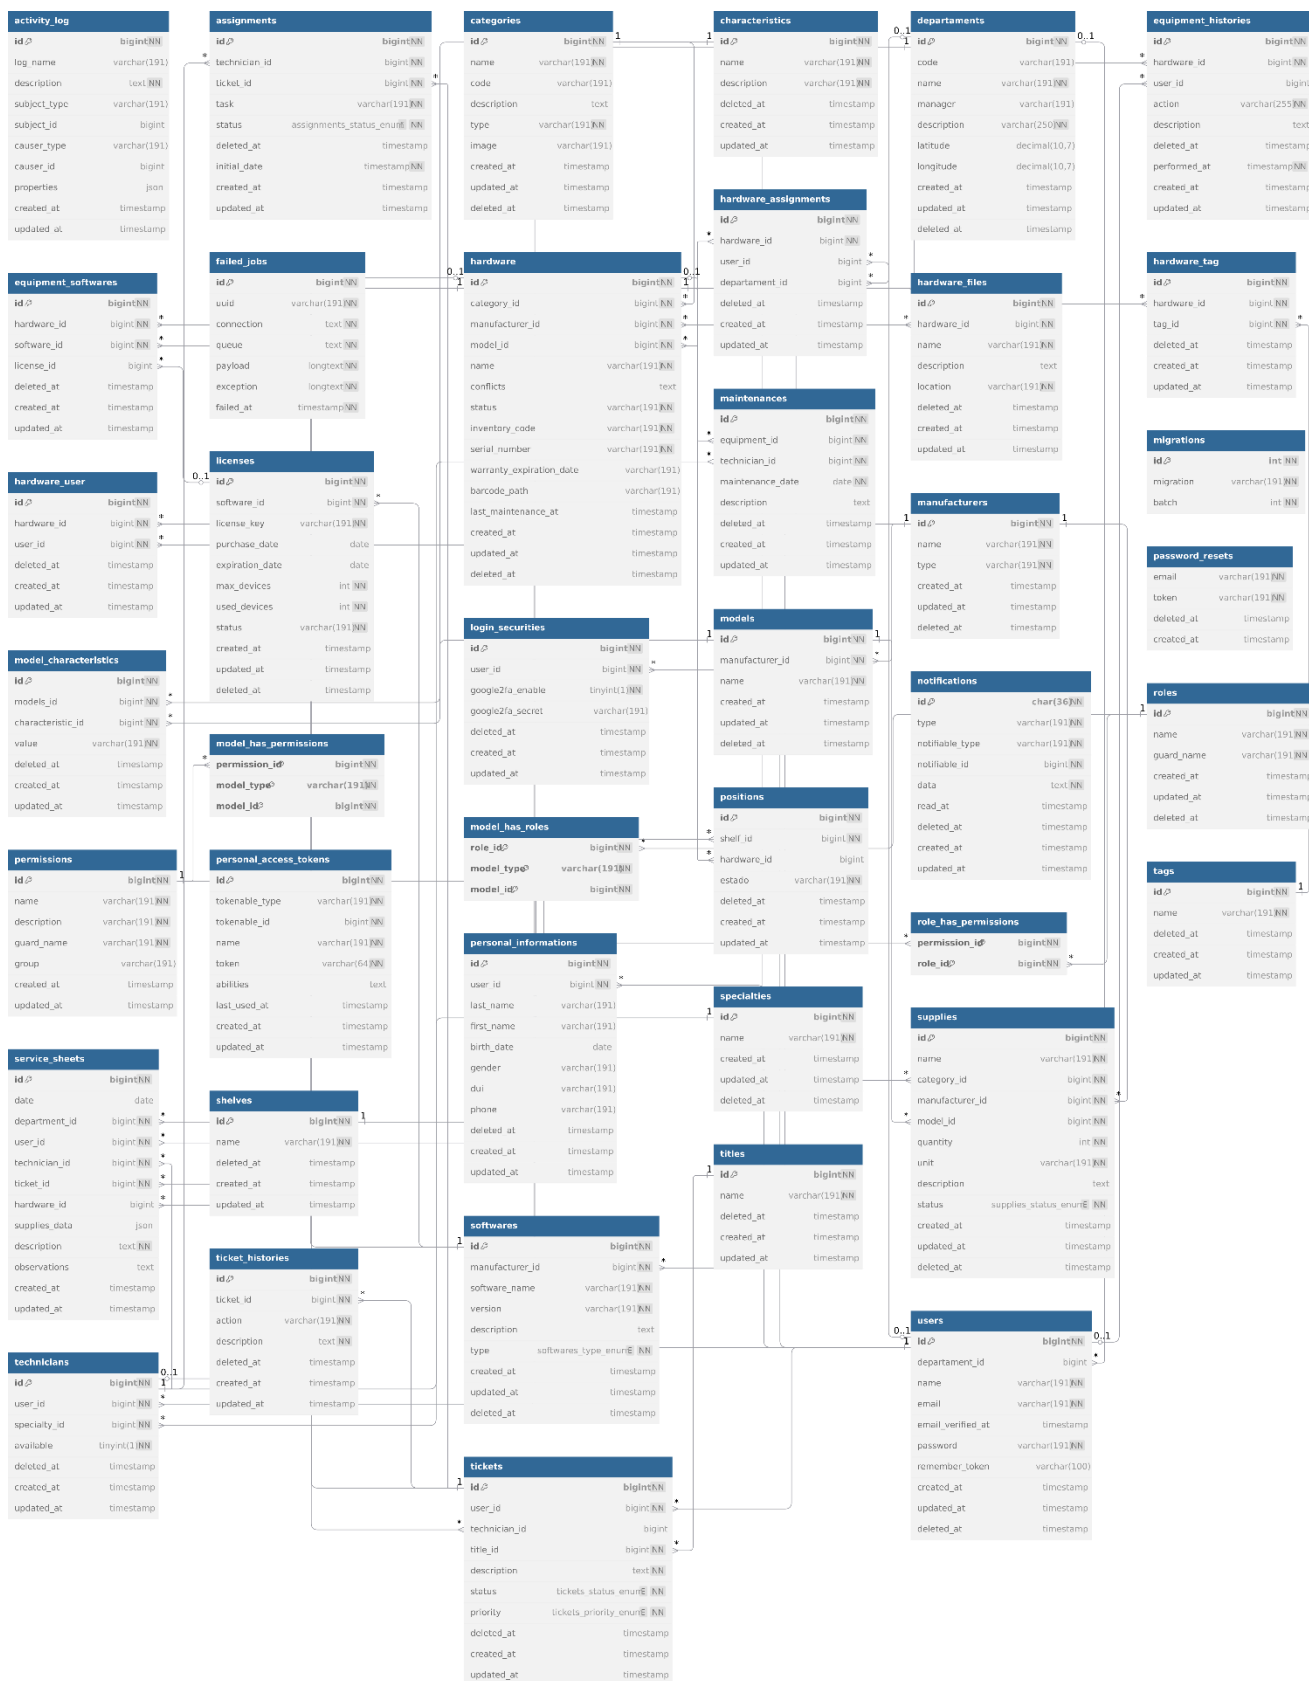 activity_log
id bigint NN
log_name varchar(191)
description text NN
subject_type varchar(191)
subject_id bigint
causer_type varchar(191)
causer_id bigint
properties json
created_at timestamp
updated_at timestamp
equipment_softwares
id bigint NN
hardware_id bigint NN *
software_id bigint NN *
license_id bigint *
deleted_at timestamp
created_at timestamp
updated_at timestamp
hardware_user
id bigint NN
hardware_id bigint NN *
user_id bigint NN *
deleted_at timestamp
created_at timestamp
updated_at timestamp
model_characteristics
id bigint NN
models_id bigint NN *
characteristic_id bigint NN *
value varchar(191) NN
deleted_at timestamp
created_at timestamp
updated_at timestamp
permissions
id bigint NN 1
name varchar(191) NN
description varchar(191) NN
guard_name varchar(191) NN
group varchar(191)
created_at timestamp
updated_at timestamp
service_sheets
id bigint NN
date date
department_id bigint NN *
user_id bigint NN *
technician_id bigint NN *
ticket_id bigint NN *
hardware_id bigint *
supplies_data json
description text NN
observations text
created_at timestamp
updated_at timestamp
technicians
0..1
id bigint NN 1
user_id bigint NN *
specialty_id bigint NN *
available tinyint(1) NN
deleted_at timestamp
created_at timestamp
updated_at timestamp
assignments
id bigint NN
* technician_id bigint NN
ticket_id bigint NN *
task varchar(191) NN
status assignments_status_enum E NN
deleted_at timestamp
initial_date timestamp NN
created_at timestamp
updated_at timestamp
failed_jobs
id bigint NN
uuid varchar(191) NN
connection text NN
queue text NN
payload longtext NN
exception longtext NN
failed_at timestamp NN
licenses
0..1 id bigint NN
software_id bigint NN *
license_key varchar(191) NN
purchase_date date
expiration_date date
max_devices int NN
used_devices int NN
status varchar(191) NN
created_at timestamp
updated_at timestamp
deleted_at timestamp
model_has_permissions
* permission_id bigint NN
model_type varchar(191) NN
model_id bigint NN
personal_access_tokens
id bigint NN
tokenable_type varchar(191) NN
tokenable_id bigint NN
name varchar(191) NN
token varchar(64) NN
abilities text
last_used_at timestamp
created_at timestamp
updated_at timestamp
shelves
id bigint NN 1
name varchar(191) NN
deleted_at timestamp
created_at timestamp
updated_at timestamp
ticket_histories
id bigint NN
ticket_id bigint NN *
action varchar(191) NN
description text NN
deleted_at timestamp
created_at timestamp
updated_at timestamp
categories
id bigint NN 1
name varchar(191) NN
code varchar(191)
description text
type varchar(191) NN
image varchar(191)
created_at timestamp
updated_at timestamp
deleted_at timestamp
hardware
0..1 0..1
1 id bigint NN 1
category_id bigint NN *
manufacturer_id bigint NN *
model_id bigint NN *
name varchar(191) NN
conflicts text
status varchar(191) NN
inventory_code varchar(191) NN
serial_number varchar(191) NN
warranty_expiration_date varchar(191)
barcode_path varchar(191)
last_maintenance_at timestamp
created_at timestamp
updated_at timestamp
deleted_at timestamp
login_securities
id bigint NN
user_id bigint NN *
google2fa_enable tinyint(1) NN
google2fa_secret varchar(191)
deleted_at timestamp
created_at timestamp
updated_at timestamp
model_has_roles
role_id bigint NN *
model_type varchar(191) NN
model_id bigint NN
personal_informations
id bigint NN
user_id bigint NN *
last_name varchar(191)
first_name varchar(191)
birth_date date
gender varchar(191)
dui varchar(191)
phone varchar(191)
deleted_at timestamp
created_at timestamp
updated_at timestamp
softwares
1 id bigint NN
manufacturer_id bigint NN *
software_name varchar(191) NN
version varchar(191) NN
description text
type softwares_type_enum E NN
created_at timestamp
updated_at timestamp
deleted_at timestamp
tickets
1 id bigint NN
user_id bigint NN *
* technician_id bigint
title_id bigint NN *
description text NN
status tickets_status_enum E NN
priority tickets_priority_enum E NN
deleted_at timestamp
created_at timestamp
updated_at timestamp
characteristics
1 id bigint NN
name varchar(191) NN
description varchar(191) NN
deleted_at timestamp
created_at timestamp
updated_at timestamp
hardware_assignments
id bigint NN
* hardware_id bigint NN
user_id bigint *
departament_id bigint *
deleted_at timestamp
created_at timestamp
updated_at timestamp
maintenances
id bigint NN
* equipment_id bigint NN
* technician_id bigint NN
maintenance_date date NN
description text
deleted_at timestamp
created_at timestamp
updated_at timestamp
models
1 id bigint NN 1
manufacturer_id bigint NN *
name varchar(191) NN
created_at timestamp
updated_at timestamp
deleted_at timestamp
positions
id bigint NN
* shelf_id bigint NN
* hardware_id bigint
estado varchar(191) NN
deleted_at timestamp
created_at timestamp
updated_at timestamp
specialties
1 id bigint NN
name varchar(191) NN
created_at timestamp
updated_at timestamp
deleted_at timestamp
titles
1 id bigint NN
name varchar(191) NN
deleted_at timestamp
created_at timestamp
updated_at timestamp
departaments
0..1 0..1
1 id bigint NN
code varchar(191)
name varchar(191) NN
manager varchar(191)
description varchar(250) NN
latitude decimal(10,7)
longitude decimal(10,7)
created_at timestamp
updated_at timestamp
deleted_at timestamp
hardware_files
id bigint NN
* hardware_id bigint NN
name varchar(191) NN
description text
location varchar(191) NN
deleted_at timestamp
created_at timestamp
updated_at timestamp
manufacturers
1 id bigint NN 1
name varchar(191) NN
type varchar(191) NN
created_at timestamp
updated_at timestamp
deleted_at timestamp
notifications
id char(36) NN
type varchar(191) NN
notifiable_type varchar(191) NN
notifiable_id bigint NN
data text NN
read_at timestamp
deleted_at timestamp
created_at timestamp
updated_at timestamp
role_has_permissions
* permission_id bigint NN
role_id bigint NN *
supplies
id bigint NN
name varchar(191) NN
* category_id bigint NN
manufacturer_id bigint NN *
* model_id bigint NN
quantity int NN
unit varchar(191) NN
description text
status supplies_status_enum E NN
created_at timestamp
updated_at timestamp
deleted_at timestamp
users
0..1 0..1
1 id bigint NN
departament_id bigint *
name varchar(191) NN
email varchar(191) NN
email_verified_at timestamp
password varchar(191) NN
remember_token varchar(100)
created_at timestamp
updated_at timestamp
deleted_at timestamp
equipment_histories
id bigint NN
* hardware_id bigint NN
* user_id bigint
action varchar(255) NN
description text
deleted_at timestamp
performed_at timestamp NN
created_at timestamp
updated_at timestamp
hardware_tag
id bigint NN
* hardware_id bigint NN
tag_id bigint NN *
deleted_at timestamp
created_at timestamp
updated_at timestamp
migrations
id int NN
migration varchar(191) NN
batch int NN
password_resets
email varchar(191) NN
token varchar(191) NN
deleted_at timestamp
created_at timestamp
roles
1 id bigint NN
name varchar(191) NN
guard_name varchar(191) NN
created_at timestamp
updated_at timestamp
deleted_at timestamp
tags
id bigint NN 1
name varchar(191) NN
deleted_at timestamp
created_at timestamp
updated_at timestamp